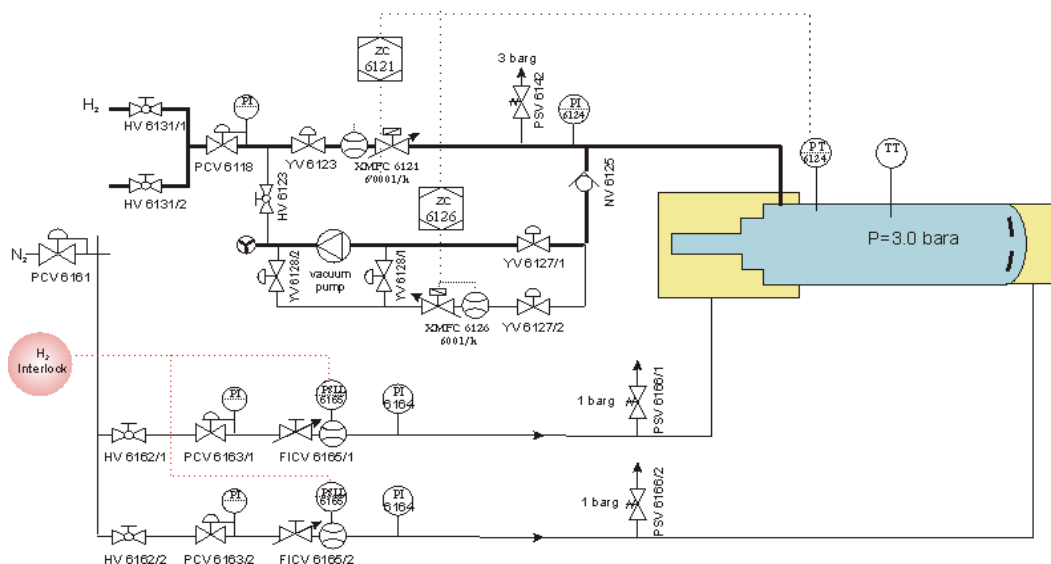 3 barg
PSV 6142
ZC
6121
H₂
HV 6131/1
PI
PI
6124
PCV 6118
YV 6123
XMFC 6121
6'0001/h
HV 6123
NV 6125
PT
6124
TT
HV 6131/2
ZC
6126
P=3.0 bara
N₂
PCV 6161
YV 6128/2
vacuum
pump
YV 6128/1
YV 6127/1
XMFC 6126
6001/h
YV 6127/2
H₂
Interlock
PI
PSLL
6165
PI
6164
1 barg
PSV 6166/1
HV 6162/1
PCV 6163/1
FICV 6165/1
PI
PSLL
6165
PI
6164
1 barg
PSV 6166/2
HV 6162/2
PCV 6163/2
FICV 6165/2